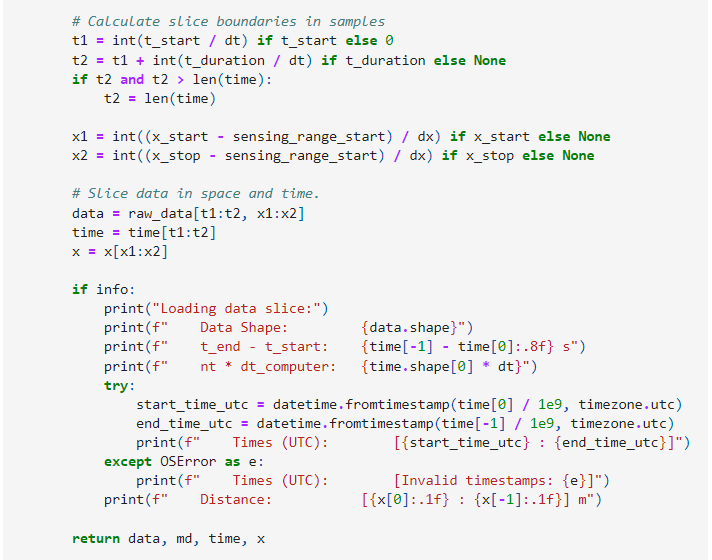 # Calculate slice boundaries in samples
t1 = int(t_start / dt) if t_start else 0
t2 = t1 + int(t_duration / dt) if t_duration else None
if t2 and t2 > len(time):
    t2 = len(time)

x1 = int((x_start - sensing_range_start) / dx) if x_start else None
x2 = int((x_stop - sensing_range_start) / dx) if x_stop else None

# Slice data in space and time.
data = raw_data[t1:t2, x1:x2]
time = time[t1:t2]
x = x[x1:x2]

if info:
    print("Loading data slice:")
    print(f"    Data Shape:         {data.shape}")
    print(f"    t_end - t_start:    {time[-1] - time[0]:.8f} s")
    print(f"    nt * dt_computer:   {time.shape[0] * dt}")
    try:
        start_time_utc = datetime.fromtimestamp(time[0] / 1e9, timezone.utc)
        end_time_utc = datetime.fromtimestamp(time[-1] / 1e9, timezone.utc)
        print(f"    Times (UTC):        [{start_time_utc} : {end_time_utc}]")
    except OSError as e:
        print(f"    Times (UTC):        [Invalid timestamps: {e}]")
    print(f"    Distance:           [{x[0]:.1f} : {x[-1]:.1f}] m")

return data, md, time, x